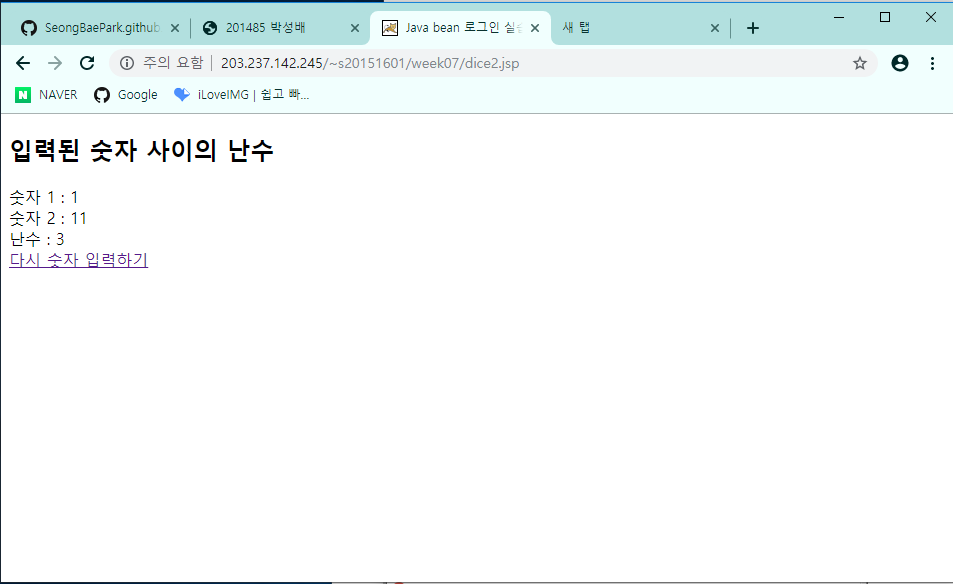 SeongBaePark.github
201485 박성배
Java bean 로그인 실습
새 탭
주의 요함 | 203.237.142.245/~s20151601/week07/dice2.jsp
NAVER
Google
iLoveIMG | 쉽고 빠...
입력된 숫자 사이의 난수
숫자 1 : 1
숫자 2 : 11
난수 : 3
다시 숫자 입력하기